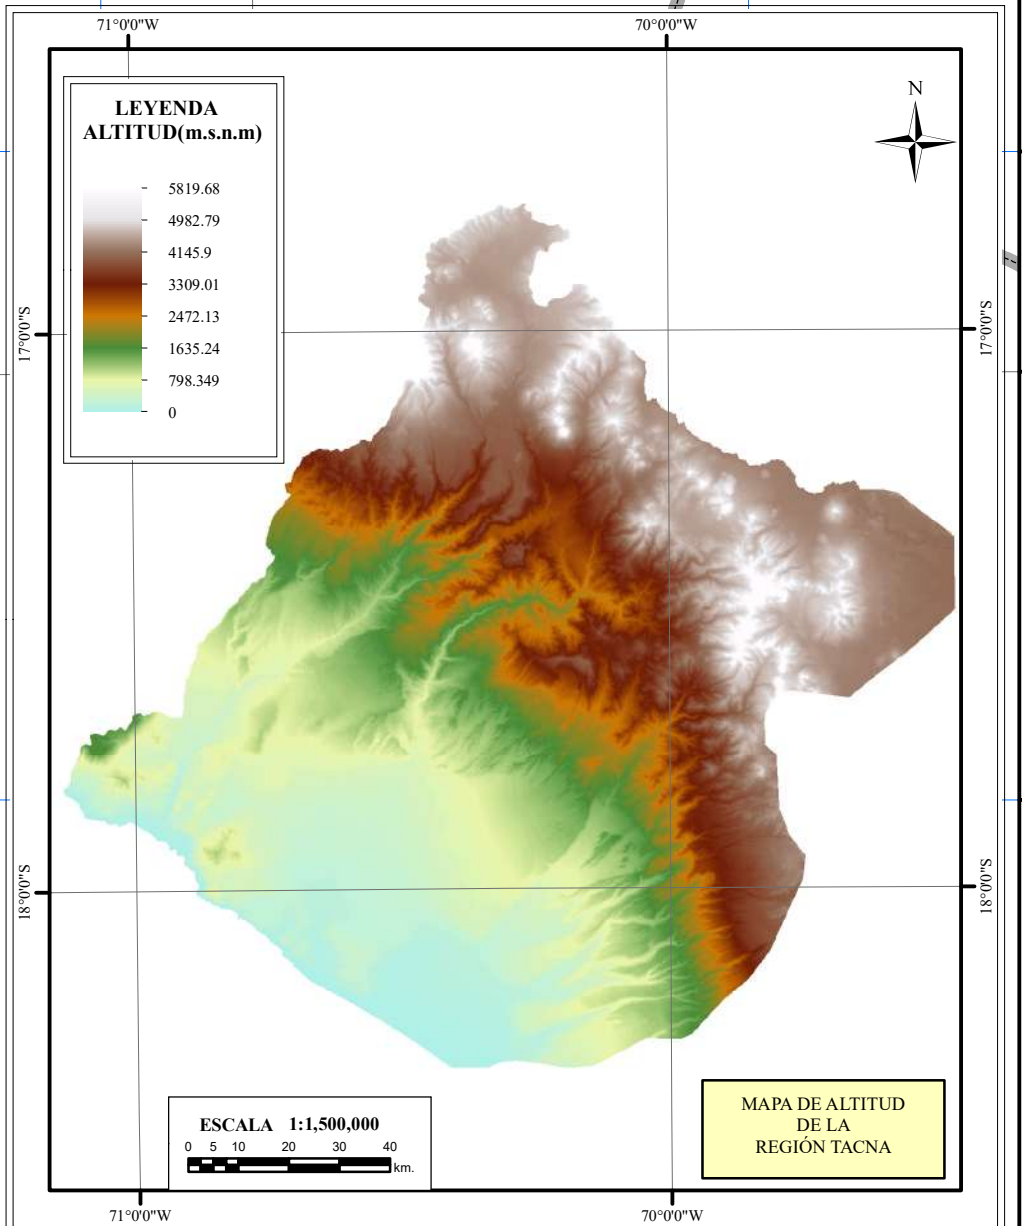 71°0'0"W
70°0'0"W
LEYENDA
ALTITUD(m.s.n.m)
5819.68
4982.79
4145.9
3309.01
2472.13
1635.24
798.349
0
N
17°0'0"S
17°0'0"S
18°0'0"S
18°0'0"S
ESCALA 1:1,500,000
0 5 10 20 30 40
km.
MAPA DE ALTITUD
DE LA
REGIÓN TACNA
71°0'0"W
70°0'0"W